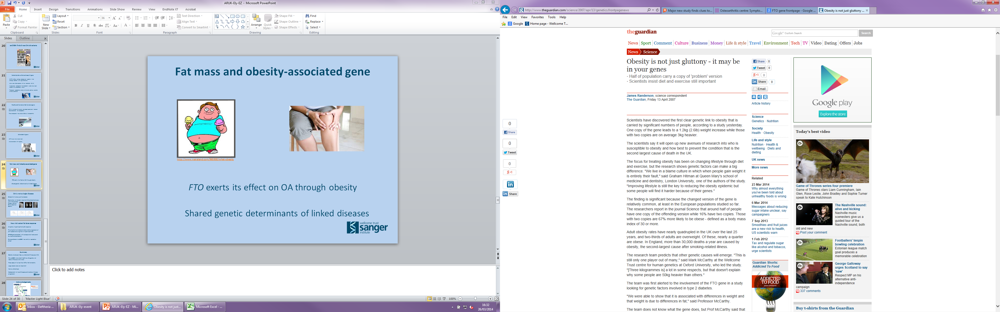 ARUK-Ely-EZ - Microsoft PowerPoint
File Home Insert Design Transitions Animations Slide Show Review View EndNote X7 Acrobat
Paste
Cut
Copy
Format Painter
Clipboard
New
Slide
Layout
Reset
Section
Slides
36
Font
Paragraph
Text Direction
Align Text
Convert to SmartArt
Arrange
Quick
Styles
Shape Fill
Shape Outline
Shape Effects
Drawing
Find
Replace
Select
Editing
Slides Outline
20
DAILY EXPRESS
NEW HOPE
TO FIGHT
AGONY OF
ARTHRITIS
21
22
23
24
Fat mass and obesity-associated gene
25
OA is not a single disease
26
27
Summary
28
Acknowledgements
Fat mass and obesity-associated gene
FTO exerts its effect on OA through obesity
Shared genetic determinants of linked diseases
wellcome trust
sanger
institute
Click to add notes
Slide 24 of 30 "Master Light Blue"
100%
Inbox - Eleftheria ... ARUK-Ely-event ARUK-Ely-EZ - Mi... Obesity is not just... Microsoft Excel - ...
16:32
26/03/2014
http://www.theguardian.com/science/2007/apr/13/genetics.frontpagenews
Major new study finds clues to... Osteoarthritis centre: Sympto... FTO gene frontpage - Google ... Obesity is not just gluttony ...
File Edit View Favorites Tools Help
Google Home page - Wellcome T...
theguardian
Google Custom Search
Search
News Sport Comment Culture Business Money Life & style Travel Environment Tech TV Video Dating Offers Jobs
News Science
Obesity is not just gluttony - it may be
in your genes
· Half of population carry a copy of 'problem' version
· Scientists insist diet and exercise still important
James Randerson, science correspondent
The Guardian, Friday 13 April 2007
Scientists have discovered the first clear genetic link to obesity that is
carried by significant numbers of people, according to a study yesterday.
One copy of the gene leads to a 1.2kg (2.6lb) weight increase while those
with two copies are on average 3kg heavier.
The scientists say it will open up new avenues of research into who is
susceptible to obesity and how best to prevent the condition that is the
second largest cause of death in the UK.
The focus for treating obesity has been on changing lifestyle through diet
and exercise, but the research shows genetic factors can make a big
difference. "We live in a blame culture in which when people gain weight it
is entirely their fault," said Graham Hitman at Queen Mary's school of
medicine and dentistry, London University, one of the authors of the study.
"Improving lifestyle is still the key to reducing the obesity epidemic but
some people will find it harder because of their genes."
The finding is significant because the changed version of the gene is
relatively common, at least in the European populations studied so far.
The researchers report in the journal Science that around half of people
have one copy of the offending version while 16% have two copies. Those
with two copies are 67% more likely to be obese - defined as a body mass
index of 30 or more.
Adult obesity rates have nearly quadrupled in the UK over the last 25
years, and two-thirds of adults are overweight. Of these, nearly a quarter
are obese. In England, more than 30,000 deaths a year are caused by
obesity, the second-largest cause after smoking-related illness.
The research team predicts that other genetic causes will emerge. "This is
still only one player out of many," said Mark McCarthy at the Wellcome
Trust centre for human genetics at Oxford University, who led the study.
"[Three kilogrammes is] a lot in some respects, but that doesn't explain
why some people are 50kg heavier than others."
The team was first alerted to the involvement of the FTO gene in a study
looking for genetic factors involved in type 2 diabetes.
"We were able to show that it is associated with differences in weight and
that weight is due to differences in fat," said Professor McCarthy.
The team does not know what the gene does, but Prof McCarthy said that
0
Share
0
Tweet
0
+1
in
Share
Share 0
Tweet 0
+1 0
Share 0
Email
Article history
Science
Genetics · Nutrition
Society
Health · Obesity
Life and style
Nutrition · Health &
wellbeing · Diets and
dieting
UK news
More news
Related
23 Mar 2014
Why almost everything
you've been told about
unhealthy foods is wrong
6 Mar 2014
Messages about reducing
sugar intake unclear, say
campaigners
7 Sep 2013
Smoothies and fruit juices
are a new risk to health,
US scientists warn
1 Feb 2012
Tax and regulate sugar
like alcohol and tobacco,
urge scientists
Guardian Shorts:
Addicted To Food
ADDICTED
TO FOOD
Google play
Explore the store
Today's best video
Game of Thrones series four premiere
Game of Thrones stars Liam Cunningham, Iain
Glen, Rose Leslie, John Bradley and Sophie Turner
speak to Kate Hutchinson
The Nashville sound:
alive and kicking
Nashville music
scenesters give us a
guided tour of the
Nashville sound, both
old and new
Post your comment
Footballers' tenpin
bowling celebration
Estonian league match
goal produces a
memorable celebration
George Galloway
urges Scotland to say
'naw'
Respect MP on his
alternative anti-
independence
campaign
337 comments
Buy t-shirts from the Guardian